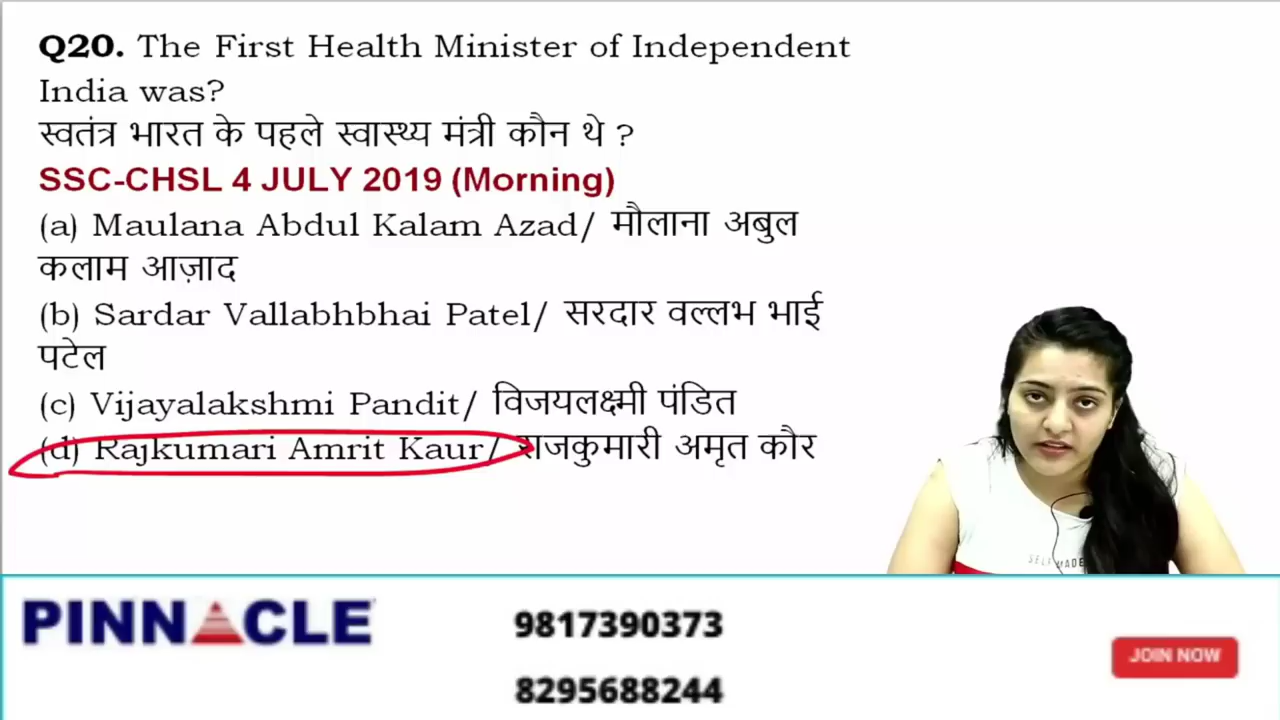 Q20. The First Health Minister of Independent
India was?
स्वतंत्र भारत के पहले स्वास्थ्य मंत्री कौन थे ?
SSC-CHSL 4 JULY 2019 (Morning)
(a) Maulana Abdul Kalam Azad/ मौलाना अबुल
कलाम आज़ाद
(b) Sardar Vallabhbhai Patel/ सरदार वल्लभ भाई
पटेल
(c) Vijayalakshmi Pandit/ विजयलक्ष्मी पंडित
(d) Rajkumari Amrit Kaur/ राजकुमारी अमृत कौर
SELF MADE
PINNACLE
9817390373
8295688244
JOIN NOW